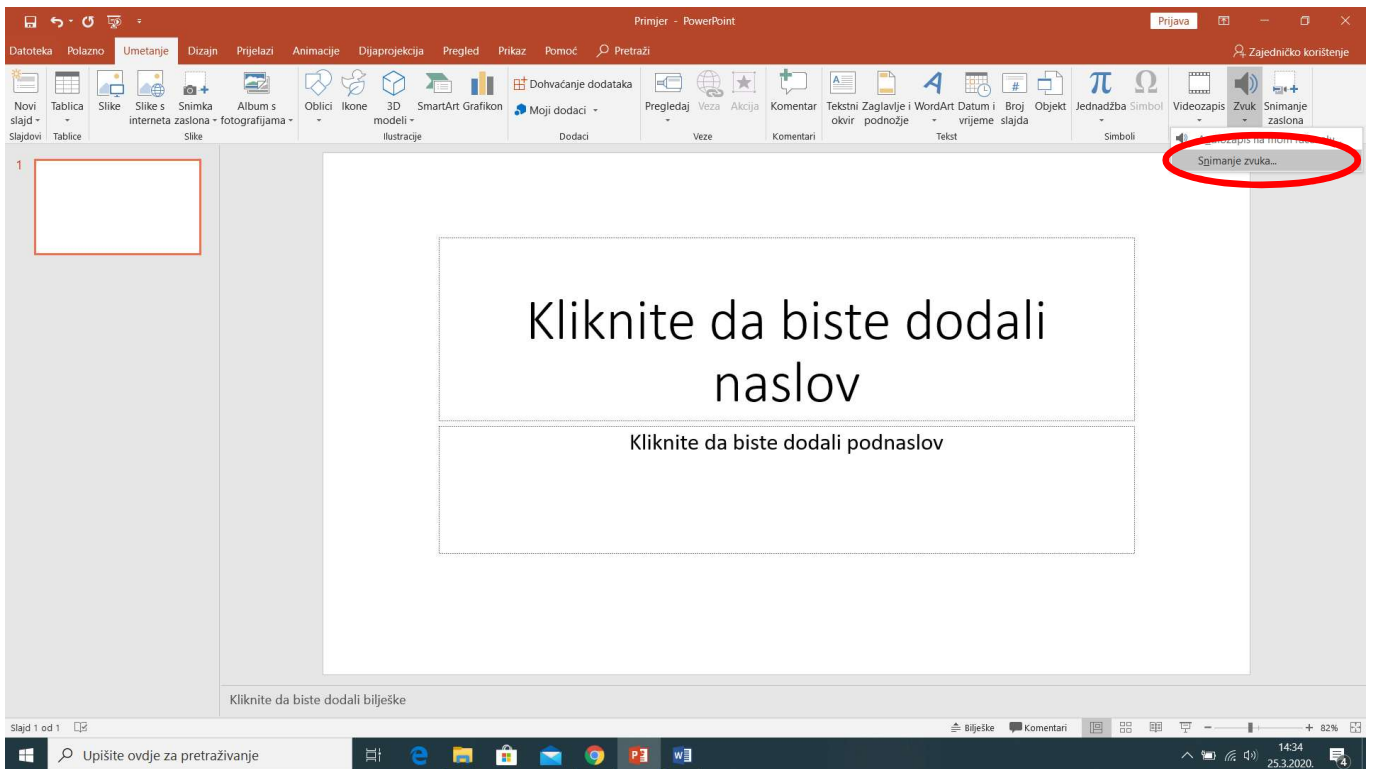 Primjer - PowerPoint
Prijava
Datoteka Polazno Umetanje Dizajn Prijelazi Animacije Dijaprojekcija Pregled Prikaz Pomoć Pretraži
Zajedničko korištenje
Novi slajd
Tablica
Slike
Slike s interneta
Snimka zaslona
Album s fotografijama
Oblici
Ikone
3D modeli
SmartArt
Grafikon
Dohvaćanje dodataka
Moji dodaci
Pregledaj
Veza
Akcija
Komentar
Tekstni okvir
Zaglavlje i podnožje
WordArt
Datum i vrijeme
Broj slajda
#
Objekt
Jednadžba
Simbol
Videozapis
Zvuk
Snimanje zaslona
Slajdovi Tablice Slike Ilustracije Dodaci Veze Komentari Tekst Simboli
na mom
Snimanje zvuka...
1
Kliknite da biste dodali
naslov
Kliknite da biste dodali podnaslov
Kliknite da biste dodali bilješke
Slajd 1 od 1
Bilješke Komentari
82%
Upišite ovdje za pretraživanje
14:34
25.3.2020.
4